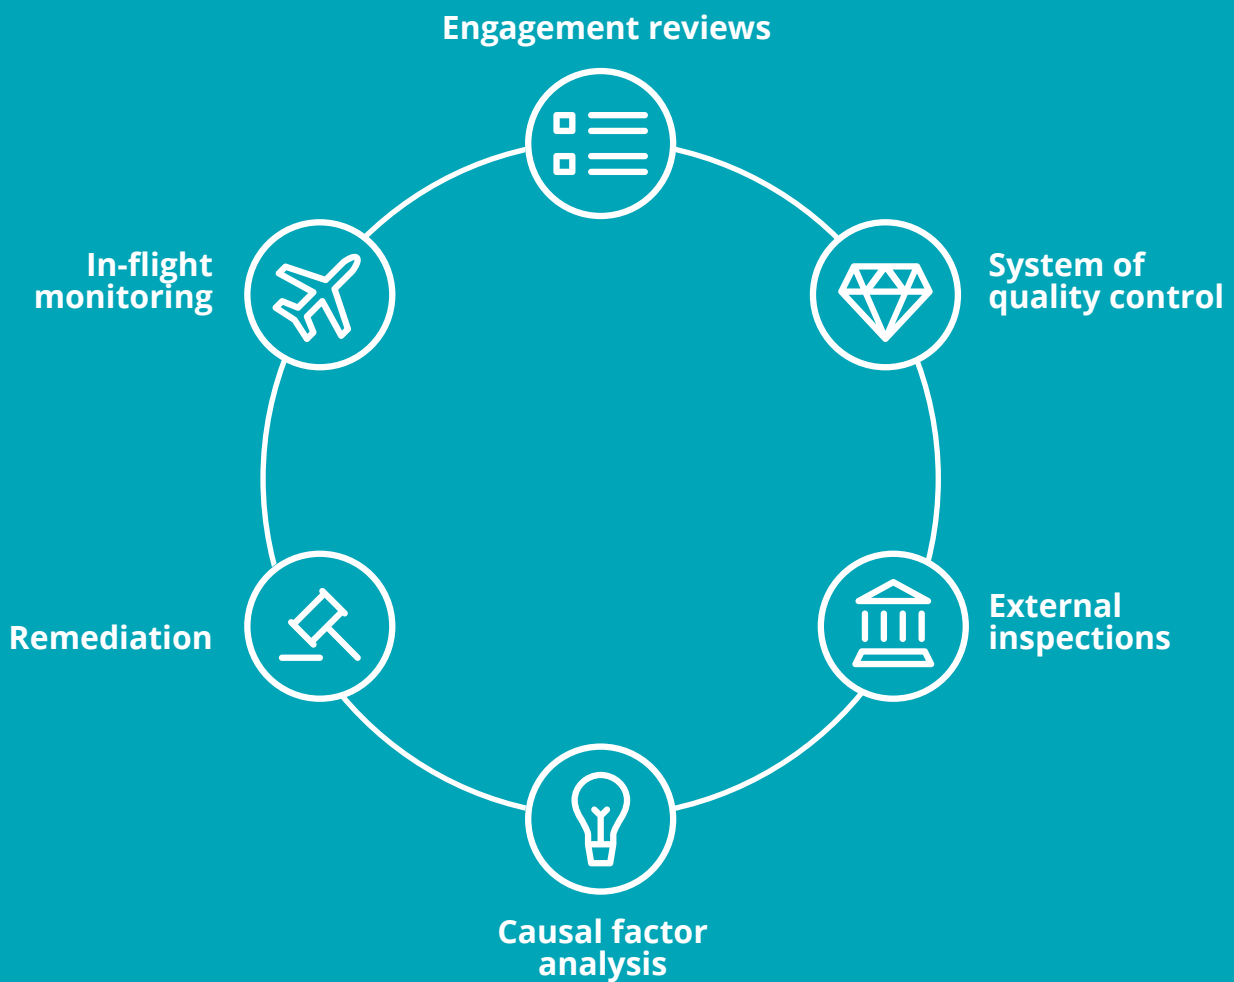 Engagement reviews
In-flight
monitoring
System of
quality control
Remediation
External
inspections
Causal factor
analysis